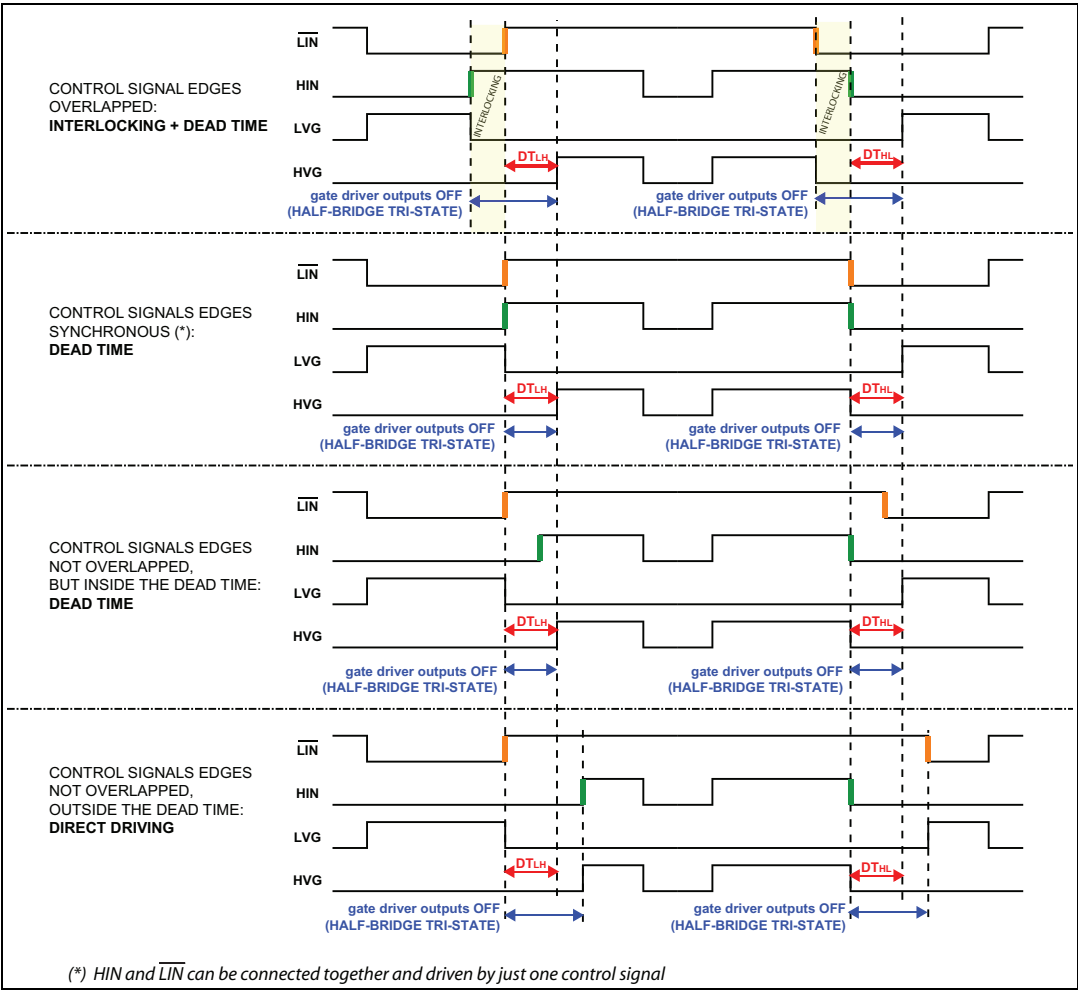 LIN
HIN
LVG
HVG
CONTROL SIGNAL EDGES
OVERLAPPED:
INTERLOCKING + DEAD TIME
INTERLOCKING
INTERLOCKING
DTLH
DTHL
gate driver outputs OFF
(HALF-BRIDGE TRI-STATE)
gate driver outputs OFF
(HALF-BRIDGE TRI-STATE)
LIN
HIN
LVG
HVG
CONTROL SIGNALS EDGES
SYNCHRONOUS (*):
DEAD TIME
DTLH
DTHL
gate driver outputs OFF
(HALF-BRIDGE TRI-STATE)
gate driver outputs OFF
(HALF-BRIDGE TRI-STATE)
LIN
HIN
LVG
HVG
CONTROL SIGNALS EDGES
NOT OVERLAPPED,
BUT INSIDE THE DEAD TIME:
DEAD TIME
DTLH
DTHL
gate driver outputs OFF
(HALF-BRIDGE TRI-STATE)
gate driver outputs OFF
(HALF-BRIDGE TRI-STATE)
LIN
HIN
LVG
HVG
CONTROL SIGNALS EDGES
NOT OVERLAPPED,
OUTSIDE THE DEAD TIME:
DIRECT DRIVING
DTLH
DTHL
gate driver outputs OFF
(HALF-BRIDGE TRI-STATE)
gate driver outputs OFF
(HALF-BRIDGE TRI-STATE)
(*) HIN and LIN can be connected together and driven by just one control signal